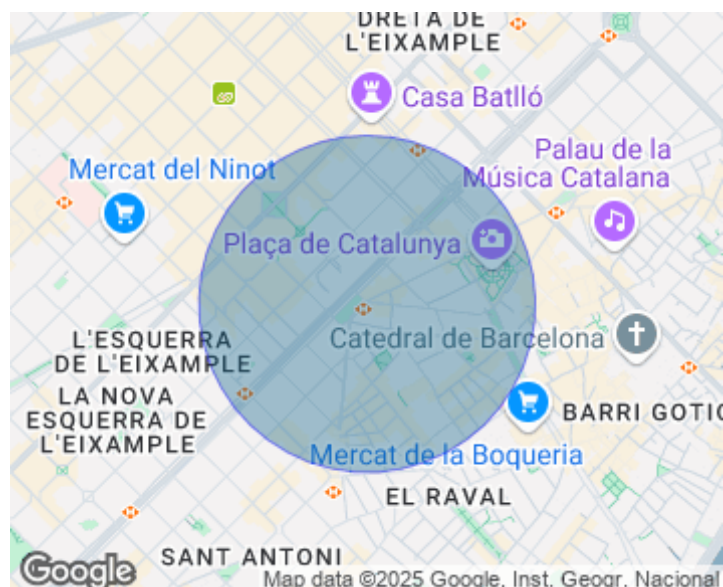 DRETA DE
L'EIXAMPLE
Casa Batlló
Palau de la
Música Catalana
Mercat del Ninot
Plaça de Catalunya
L'ESQUERRA
DE L'EIXAMPLE
Catedral de Barcelona
LA NOVA
ESQUERRA DE
L'EIXAMPLE
BARRI GOTIC
Mercat de la Boqueria
EL RAVAL
SANT ANTONI
Google
Map data ©2025 Google, Inst. Geogr. Nacional